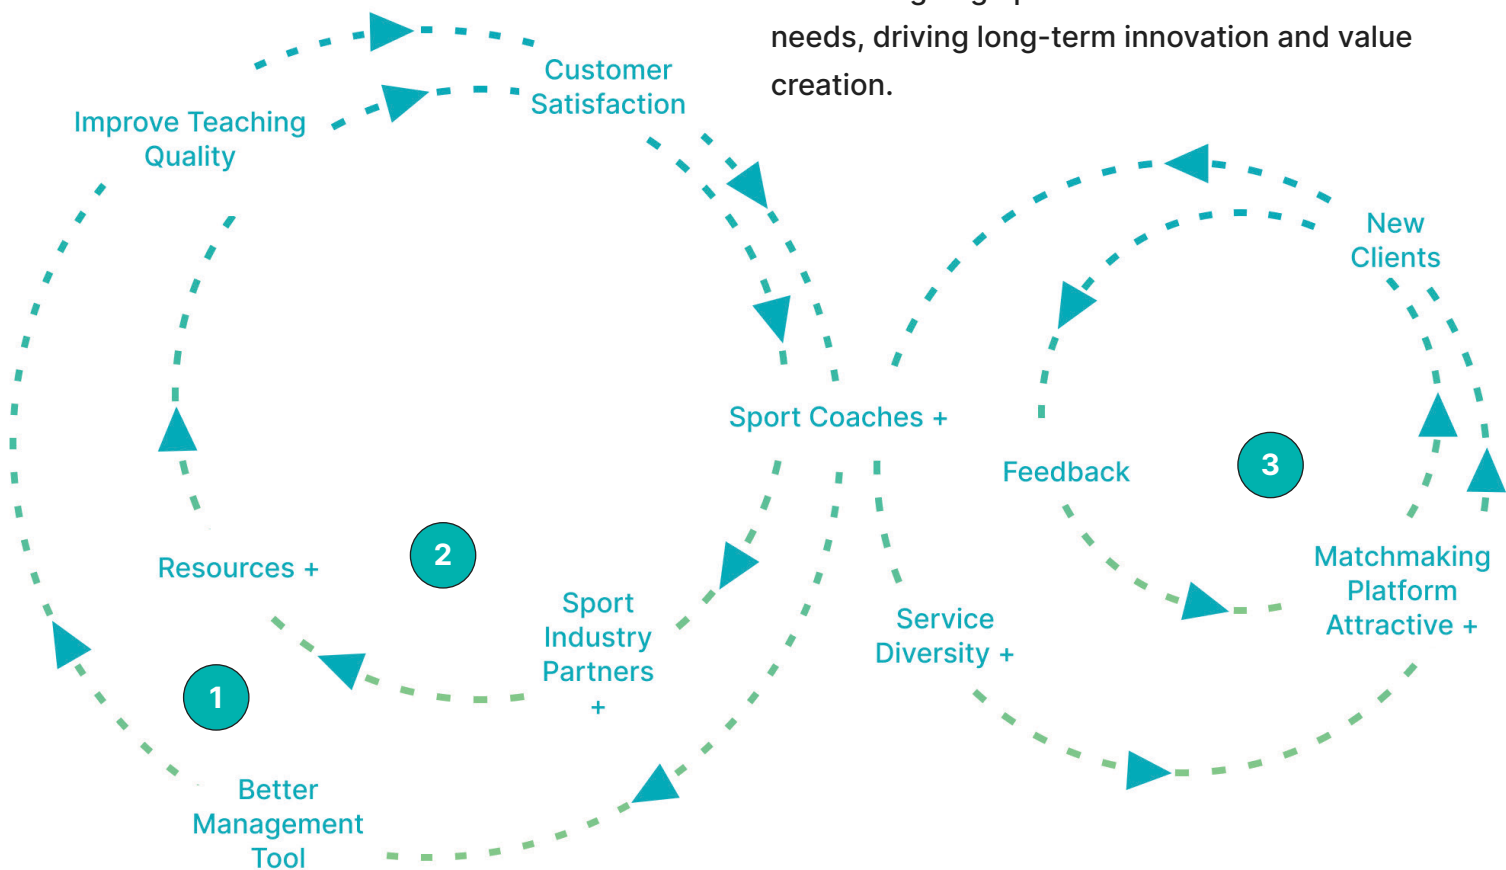 needs, driving long-term innovation and value
creation.
Customer
Satisfaction
Improve Teaching
Quality
New
Clients
Sport Coaches +
Feedback
3
2
Resources +
Matchmaking
Platform
Attractive +
Sport
Industry
Partners
+
Service
Diversity +
1
Better
Management
Tool